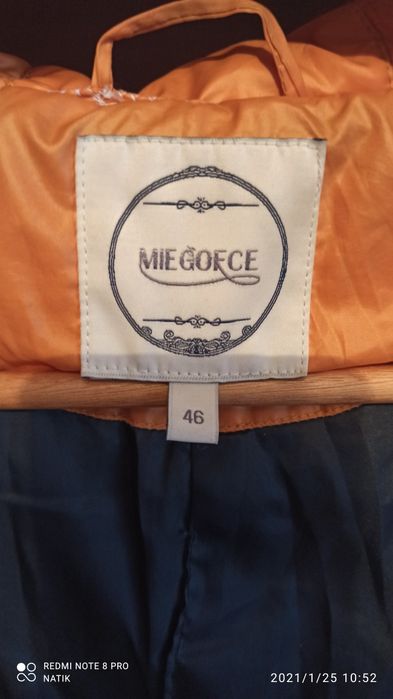 MIEGOFCE
46
REDMI NOTE 8 PRO
NATIK
2021/1/25 10:52